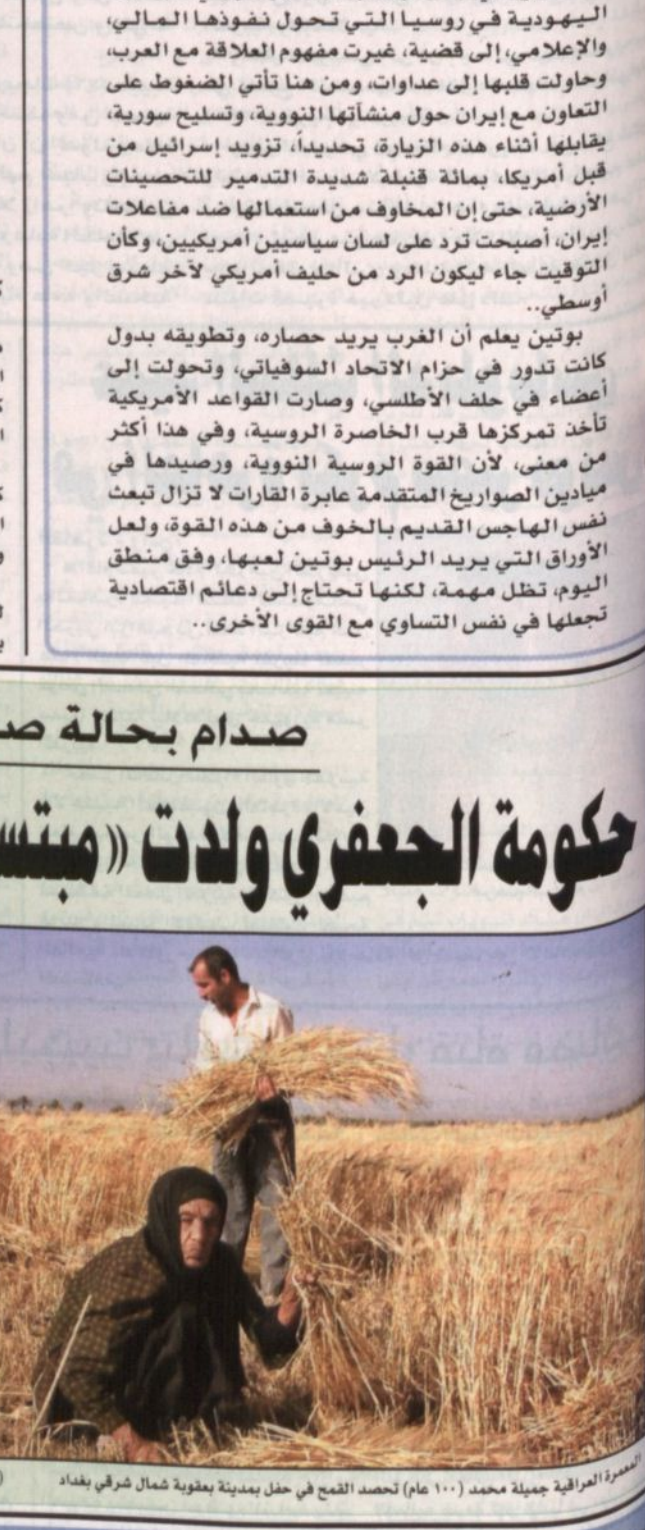 اليهودية في روسيا التي تحول نفوذها المالي،
والإعلامي، إلى قضية، غيرت مفهوم العلاقة مع العرب،
وحاولت قلبها إلى عداوات، ومن هنا تأتي الضغوط على
التعاون مع إيران حول منشآتها النووية، وتسليح سورية،
يقابلها أثناء هذه الزيارة، تحديداً، تزويد إسرائيل من
قبل أمريكا، بمائة قنبلة شديدة التدمير للتحصينات
الأرضية، حتى إن المخاوف من استعمالها ضد مفاعلات
إيران، أصبحت ترد على لسان سياسيين أمريكيين، وكأن
التوقيت جاء ليكون الرد من حليف أمريكي لآخر شرق
أوسطي..
بوتين يعلم أن الغرب يريد حصاره، وتطويقه بدول
كانت تدور في حزام الاتحاد السوفياتي، وتحولت إلى
أعضاء في حلف الأطلسي، وصارت القواعد الأمريكية
تأخذ تمركزها قرب الخاصرة الروسية، وفي هذا أكثر
من معنى، لأن القوة الروسية النووية، ورصيدها في
ميادين الصواريخ المتقدمة عابرة القارات لا تزال تبعث
نفس الهاجس القديم بالخوف من هذه القوة، ولعل
الأوراق التي يريد الرئيس بوتين لعبها، وفق منطق
اليوم، تظل مهمة، لكنها تحتاج إلى دعائم اقتصادية
تجعلها في نفس التساوي مع القوى الأخرى..
صدام بحالة صـ
حكومة الجعفري ولدت «مبتسـ
المعمرة العراقية جميلة محمد (١٠٠ عام) تحصد القمح في حفل بمدينة بعقوبة شمال شرقي بغداد